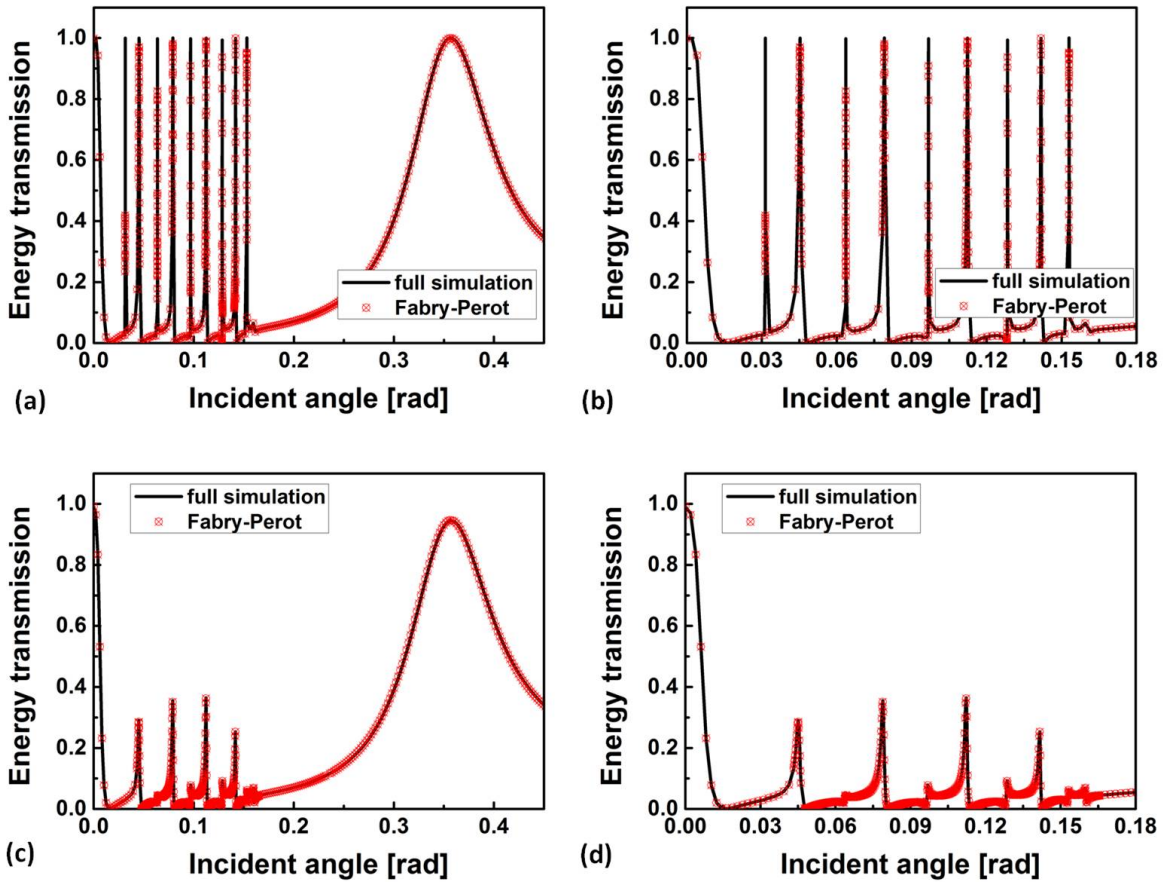 1.0
0.8
0.6
0.4
0.2
0.0
Energy transmission
full simulation
Fabry-Perot
0.0 0.1 0.2 0.3 0.4
Incident angle [rad]
(a)
1.0
0.8
0.6
0.4
0.2
0.0
Energy transmission
full simulation
Fabry-Perot
0.00 0.03 0.06 0.09 0.12 0.15 0.18
Incident angle [rad]
(b)
1.0
0.8
0.6
0.4
0.2
0.0
Energy transmission
full simulation
Fabry-Perot
0.0 0.1 0.2 0.3 0.4
Incident angle [rad]
(c)
1.0
0.8
0.6
0.4
0.2
0.0
Energy transmission
full simulation
Fabry-Perot
0.00 0.03 0.06 0.09 0.12 0.15 0.18
Incident angle [rad]
(d)